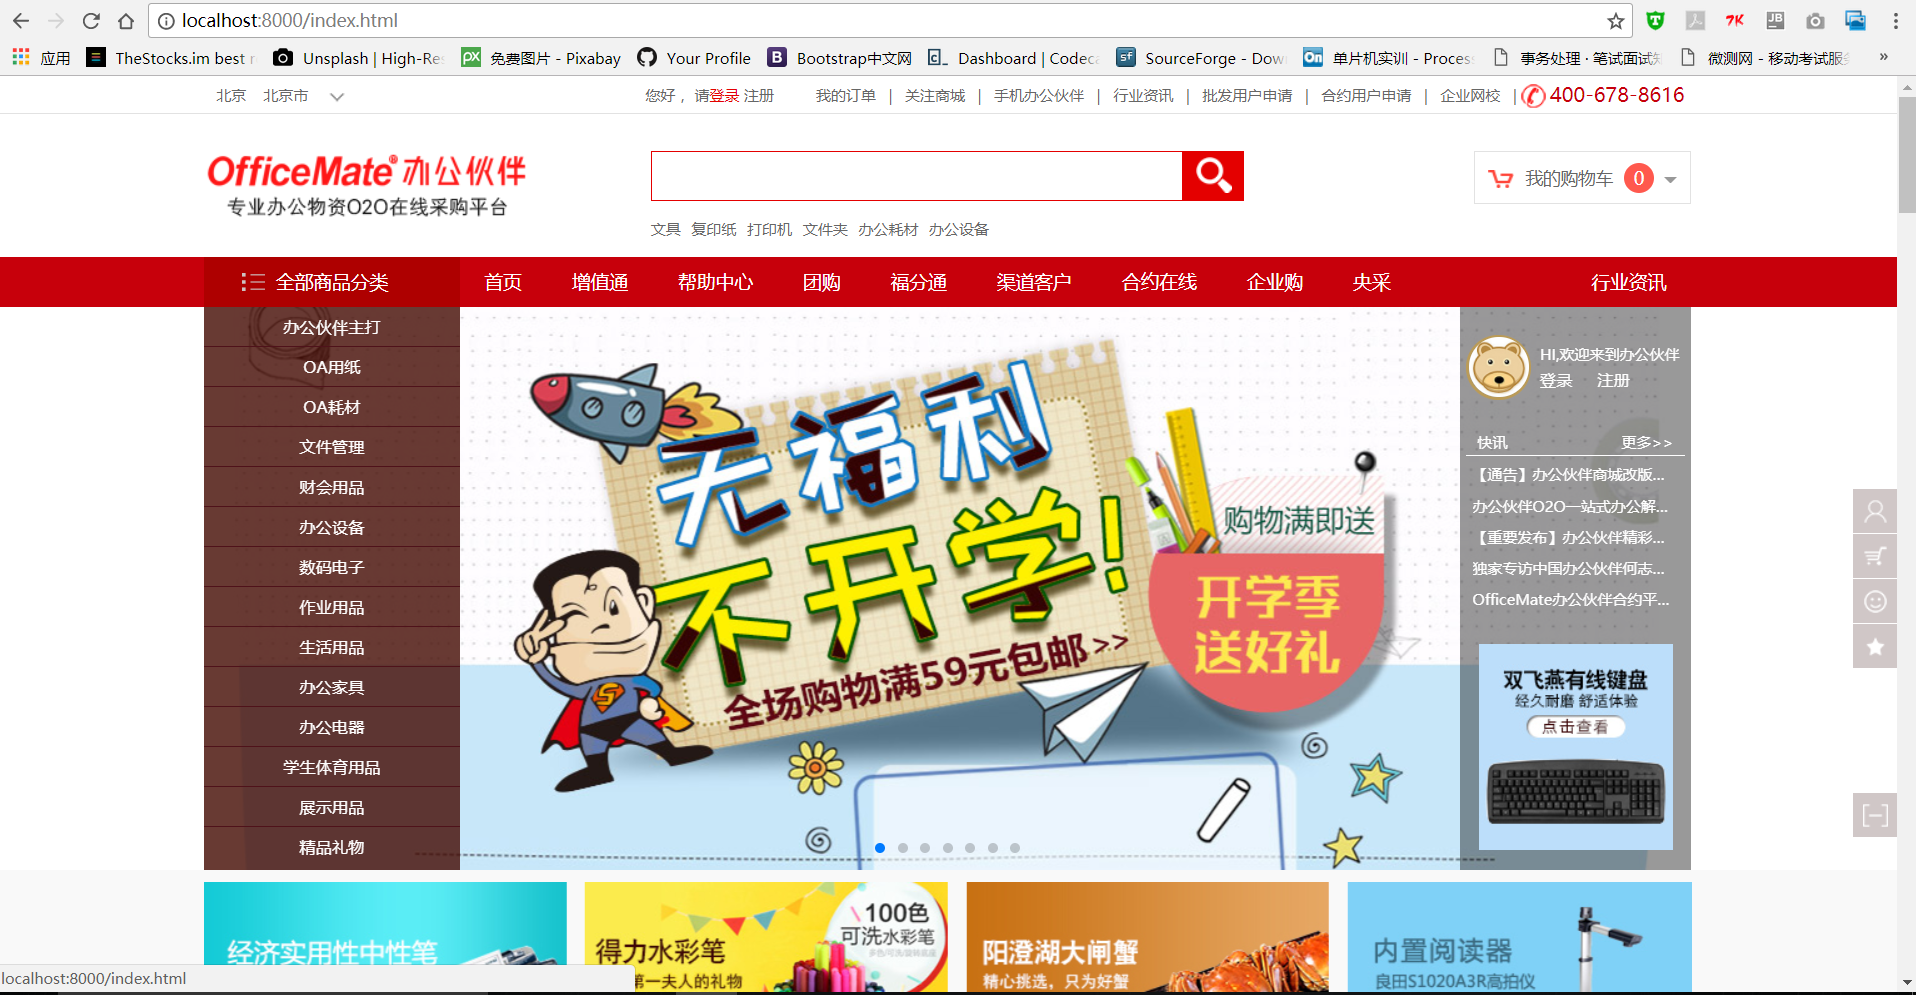 localhost:8000/index.html
应用 TheStocks.im best Unsplash | High-Re 免费图片 - Pixabay Your Profile Bootstrap中文网 Dashboard | Codec SourceForge - Dow 单片机实训 - Proces 事务处理 · 笔试面试 微测网 - 移动考试服 »
北京 北京市 您好， 请登录 注册 我的订单 | 关注商城 | 手机办公伙伴 | 行业资讯 | 批发用户申请 | 合约用户申请 | 企业网校 | 400-678-8616
OfficeMate® 办公伙伴
专业办公物资O2O在线采购平台
我的购物车 0
文具 复印纸 打印机 文件夹 办公耗材 办公设备
全部商品分类 首页 增值通 帮助中心 团购 福分通 渠道客户 合约在线 企业购 央采 行业资讯
办公伙伴主打
OA用纸
OA耗材
文件管理
财会用品
办公设备
数码电子
作业用品
生活用品
办公家具
办公电器
学生体育用品
展示用品
精品礼物
无福利
不开学!
全场购物满59元包邮>>
购物满即送
开学季
送好礼
HI,欢迎来到办公伙伴
登录 注册
快讯 更多>>
【通告】办公伙伴商城改版...
办公伙伴O2O一站式办公解...
【重要发布】办公伙伴精彩...
独家专访中国办公伙伴何志...
OfficeMate办公伙伴合约平...
双飞燕有线键盘
经久耐磨 舒适体验
点击查看
经济实用性中性笔
得力水彩笔
第一夫人的礼物
100色
可洗水彩笔
阳澄湖大闸蟹
精心挑选，只为好蟹
内置阅读器
良田S1020A3R高拍仪
localhost:8000/index.html